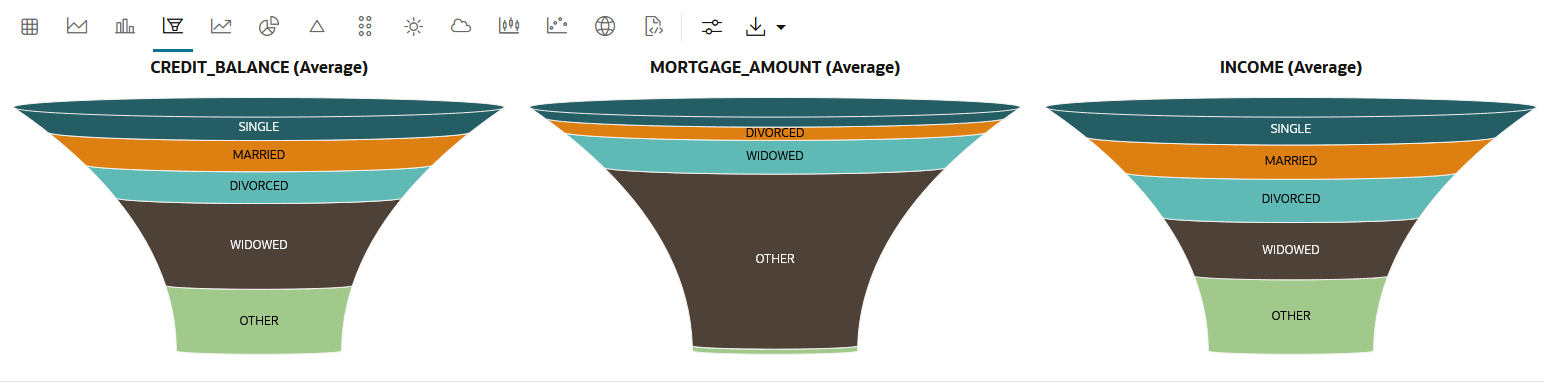 CREDIT_BALANCE (Average)
SINGLE
MARRIED
DIVORCED
WIDOWED
OTHER
MORTGAGE_AMOUNT (Average)
DIVORCED
WIDOWED
OTHER
INCOME (Average)
SINGLE
MARRIED
DIVORCED
WIDOWED
OTHER